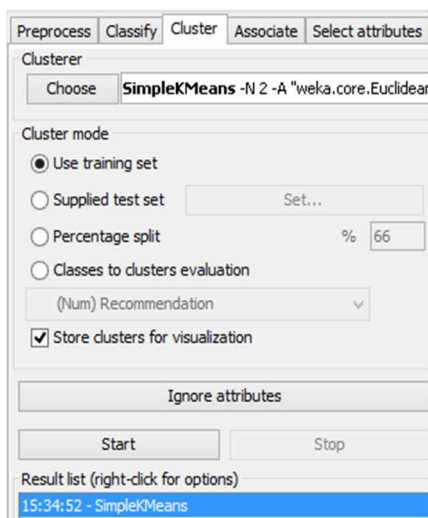 Preprocess Classify Cluster Associate Select attributes
Clusterer
Choose SimpleKMeans -N 2 -A "weka.core.Euclidean
Cluster mode
Use training set
Supplied test set Set...
Percentage split % 66
Classes to clusters evaluation
(Num) Recommendation
Store clusters for visualization
Ignore attributes
Start Stop
Result list (right-click for options)
15:34:52 - SimpleKMeans